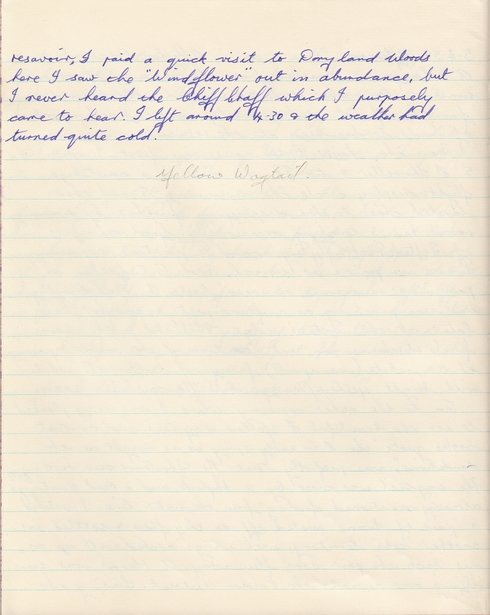 resavoir, I paid a quick visit to Donyland Woods
here I saw the "Windflower" out in abundance, but
I never heard the Chiff Chaff which I purposely
came to hear. I left around 4.30 & the weather had
turned quite cold.
Yellow Wagtail.